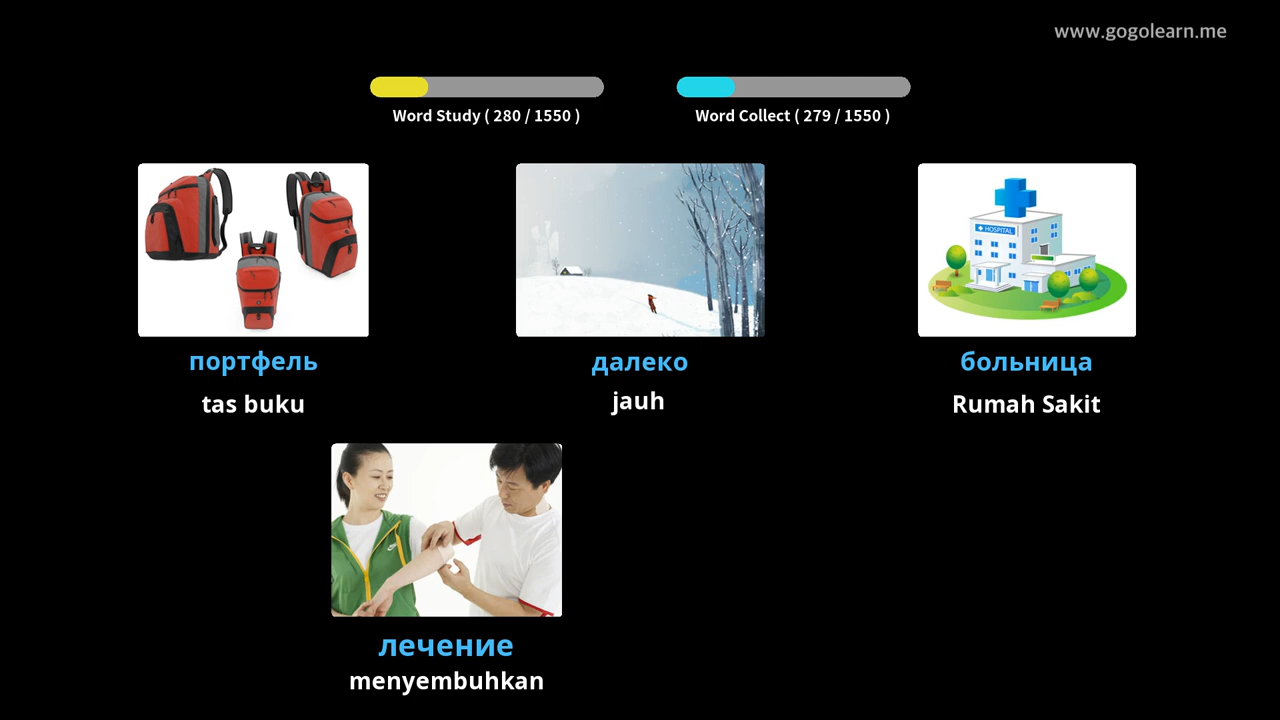 www.gogolearn.me
Word Study ( 280 / 1550 )
Word Collect ( 279 / 1550 )
HOSPITAL
портфель
далеко
больница
tas buku
jauh
Rumah Sakit
лечение
menyembuhkan